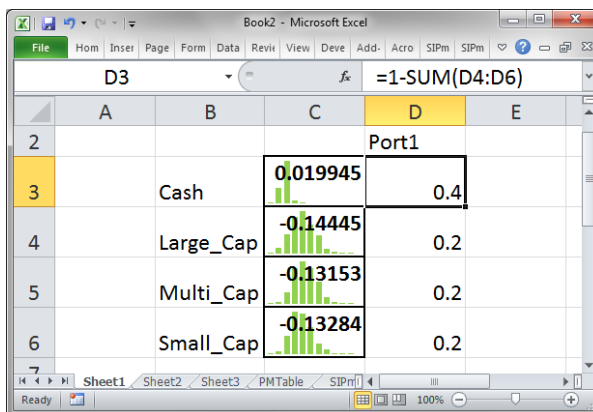 Book2 - Microsoft Excel
File Hom Inser Page Form Data Revie View Deve Add- Acro SIPm SIPm
D3 fx =1-SUM(D4:D6)
A B C D E
2 Port1
3 Cash 0.019945 0.4
4 Large_Cap -0.14445 0.2
5 Multi_Cap -0.13153 0.2
6 Small_Cap -0.13284 0.2
7
Sheet1 Sheet2 Sheet3 PMTable SIPm
Ready 100%